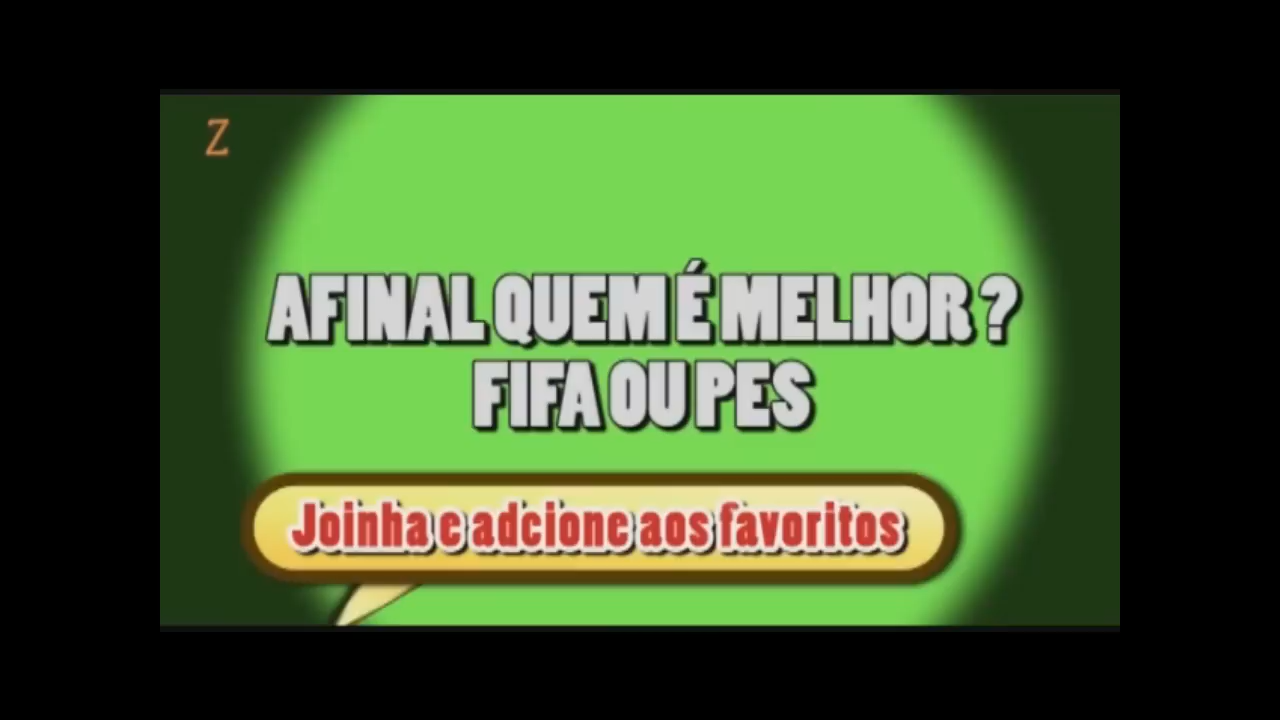 Z
AFINAL QUEM É MELHOR ?
FIFA OU PES
Joinha e adcione aos favoritos